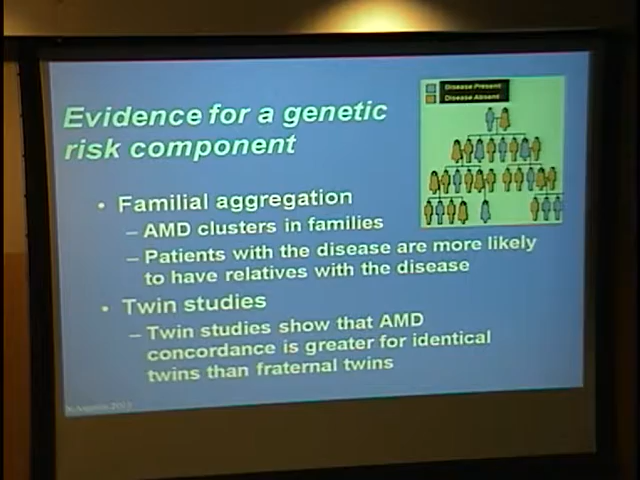 Evidence for a genetic
risk component
Disease Present
Disease Absent
• Familial aggregation
– AMD clusters in families
– Patients with the disease are more likely
to have relatives with the disease
• Twin studies
– Twin studies show that AMD
concordance is greater for identical
twins than fraternal twins